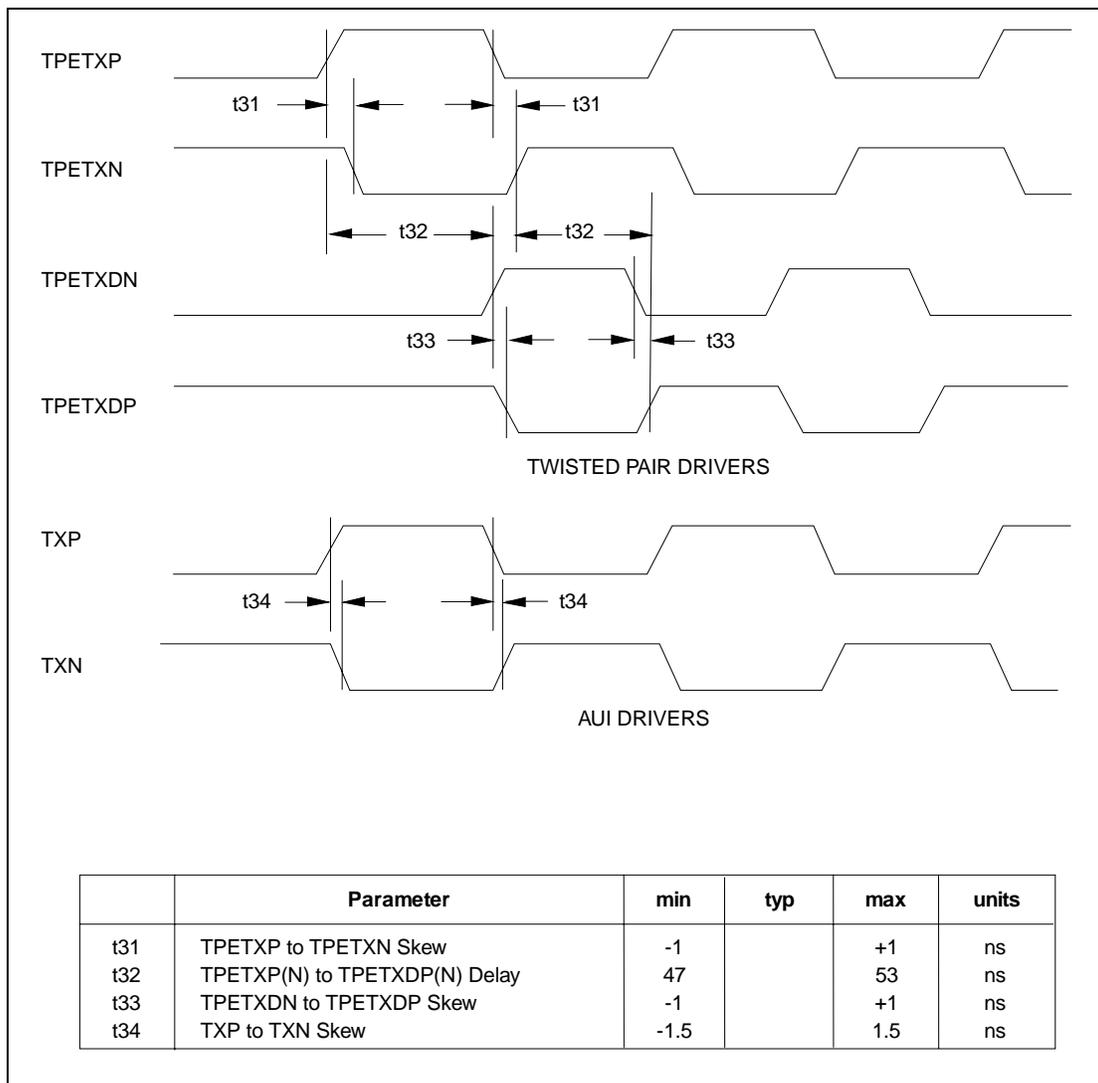 TPETXP
t31 t31
TPETXN
t32 t32
TPETXDN
t33 t33
TPETXDP
TWISTED PAIR DRIVERS
TXP
t34 t34
TXN
AUI DRIVERS
Parameter min typ max units
t31 TPETXP to TPETXN Skew -1 +1 ns
t32 TPETXP(N) to TPETXDP(N) Delay 47 53 ns
t33 TPETXDN to TPETXDP Skew -1 +1 ns
t34 TXP to TXN Skew -1.5 1.5 ns